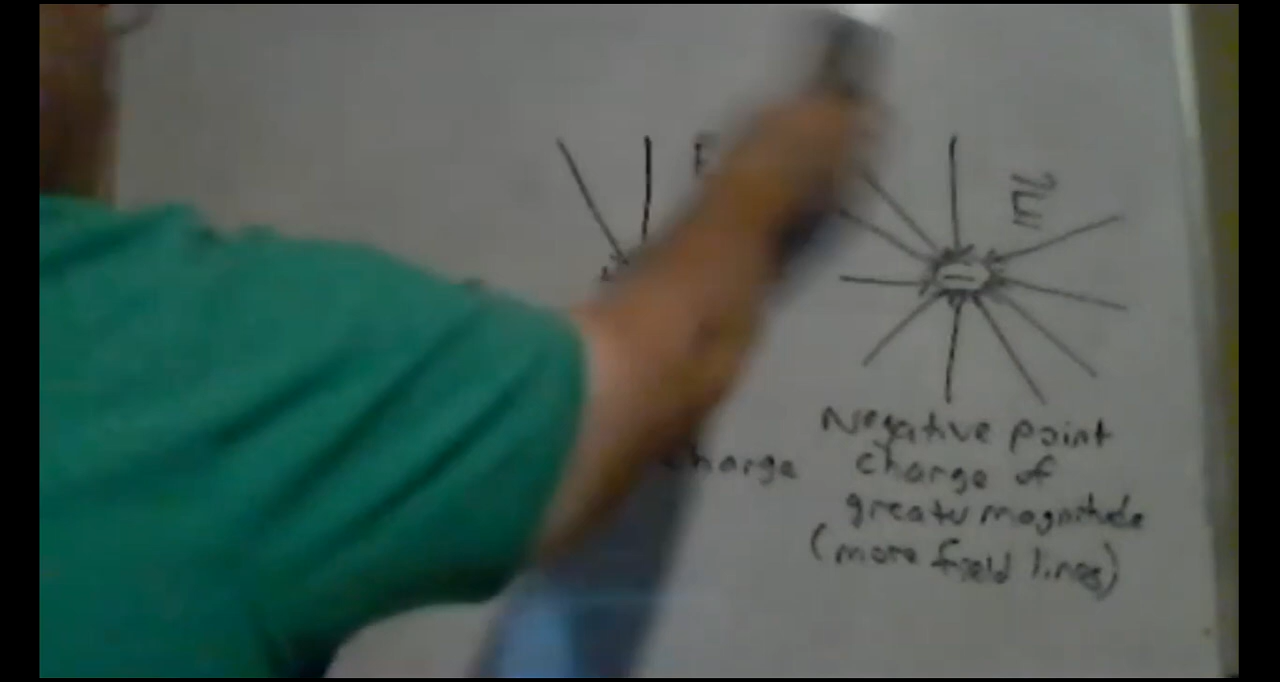 E
E
−
charge
Negative point
charge of
greater magnitude
(more field lines)